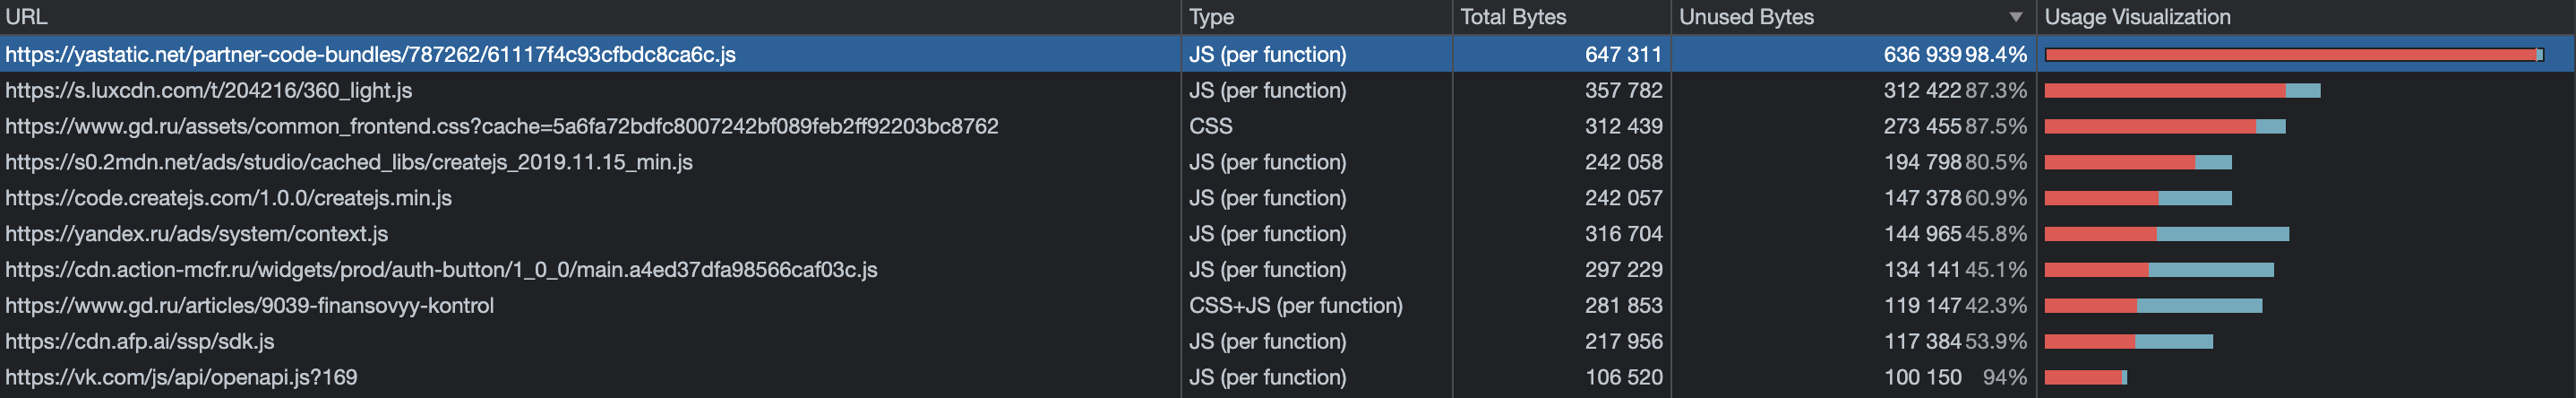 URL Type Total Bytes Unused Bytes ▼ Usage Visualization
https://yastatic.net/partner-code-bundles/787262/61117f4c93cfbdc8ca6c.js JS (per function) 647 311 636 939 98.4%
https://s.luxcdn.com/t/204216/360_light.js JS (per function) 357 782 312 422 87.3%
https://www.gd.ru/assets/common_frontend.css?cache=5a6fa72bdfc8007242bf089feb2ff92203bc8762 CSS 312 439 273 455 87.5%
https://s0.2mdn.net/ads/studio/cached_libs/createjs_2019.11.15_min.js JS (per function) 242 058 194 798 80.5%
https://code.createjs.com/1.0.0/createjs.min.js JS (per function) 242 057 147 378 60.9%
https://yandex.ru/ads/system/context.js JS (per function) 316 704 144 965 45.8%
https://cdn.action-mcfr.ru/widgets/prod/auth-button/1_0_0/main.a4ed37dfa98566caf03c.js JS (per function) 297 229 134 141 45.1%
https://www.gd.ru/articles/9039-finansovyy-kontrol CSS+JS (per function) 281 853 119 147 42.3%
https://cdn.afp.ai/ssp/sdk.js JS (per function) 217 956 117 384 53.9%
https://vk.com/js/api/openapi.js?169 JS (per function) 106 520 100 150 94%